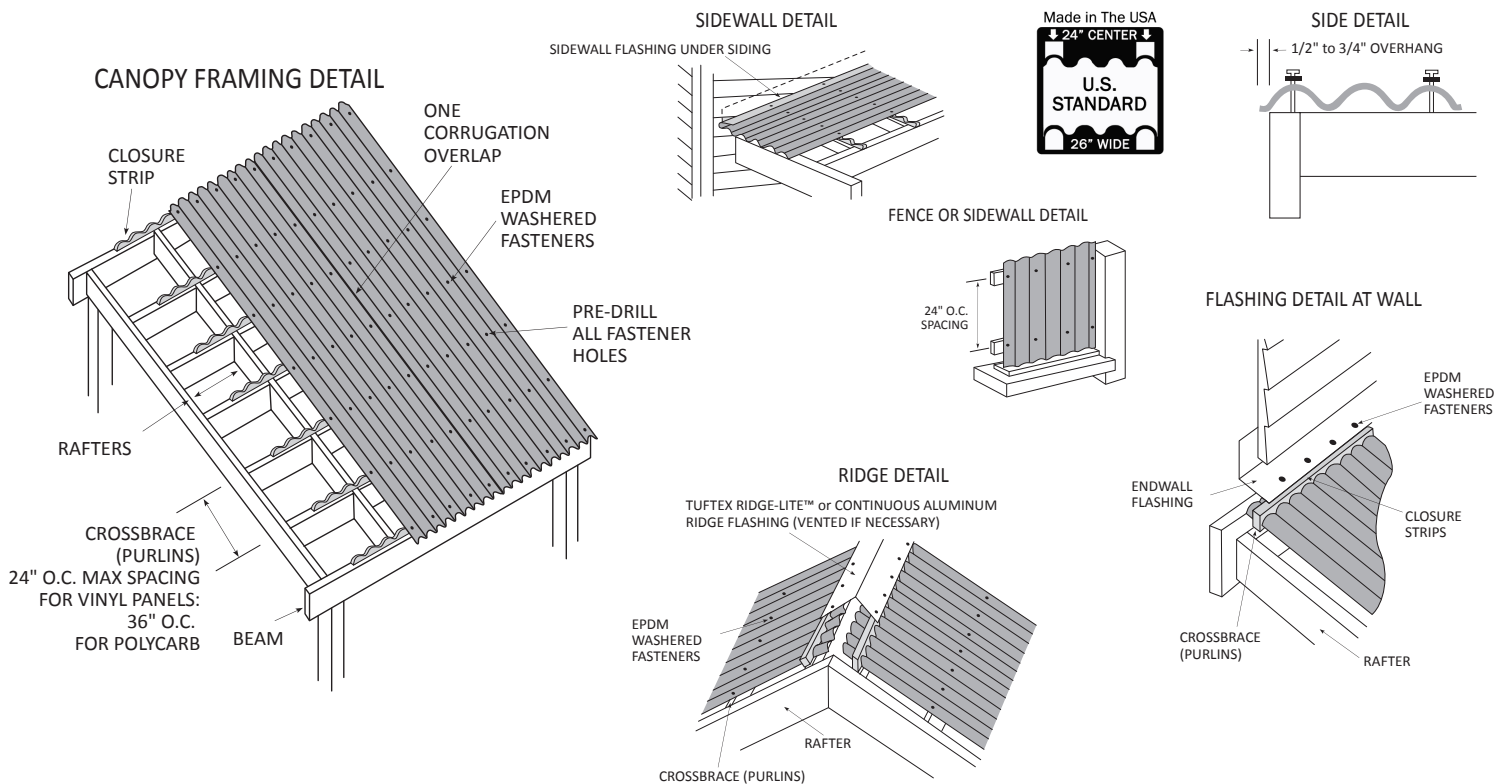 CANOPY FRAMING DETAIL
CLOSURE
STRIP
ONE
CORRUGATION
OVERLAP
EPDM
WASHERED
FASTENERS
PRE-DRILL
ALL FASTENER
HOLES
RAFTERS
CROSSBRACE
(PURLINS)
24" O.C. MAX SPACING
FOR VINYL PANELS:
36" O.C.
FOR POLYCARB
BEAM
SIDEWALL DETAIL
SIDEWALL FLASHING UNDER SIDING
Made in The USA
24" CENTER
U.S.
STANDARD
26" WIDE
SIDE DETAIL
1/2" to 3/4" OVERHANG
FENCE OR SIDEWALL DETAIL
24" O.C.
SPACING
FLASHING DETAIL AT WALL
EPDM
WASHERED
FASTENERS
ENDWALL
FLASHING
CLOSURE
STRIPS
CROSSBRACE
(PURLINS)
RAFTER
RIDGE DETAIL
TUFTEX RIDGE-LITE™ or CONTINUOUS ALUMINUM
RIDGE FLASHING (VENTED IF NECESSARY)
EPDM
WASHERED
FASTENERS
RAFTER
CROSSBRACE (PURLINS)